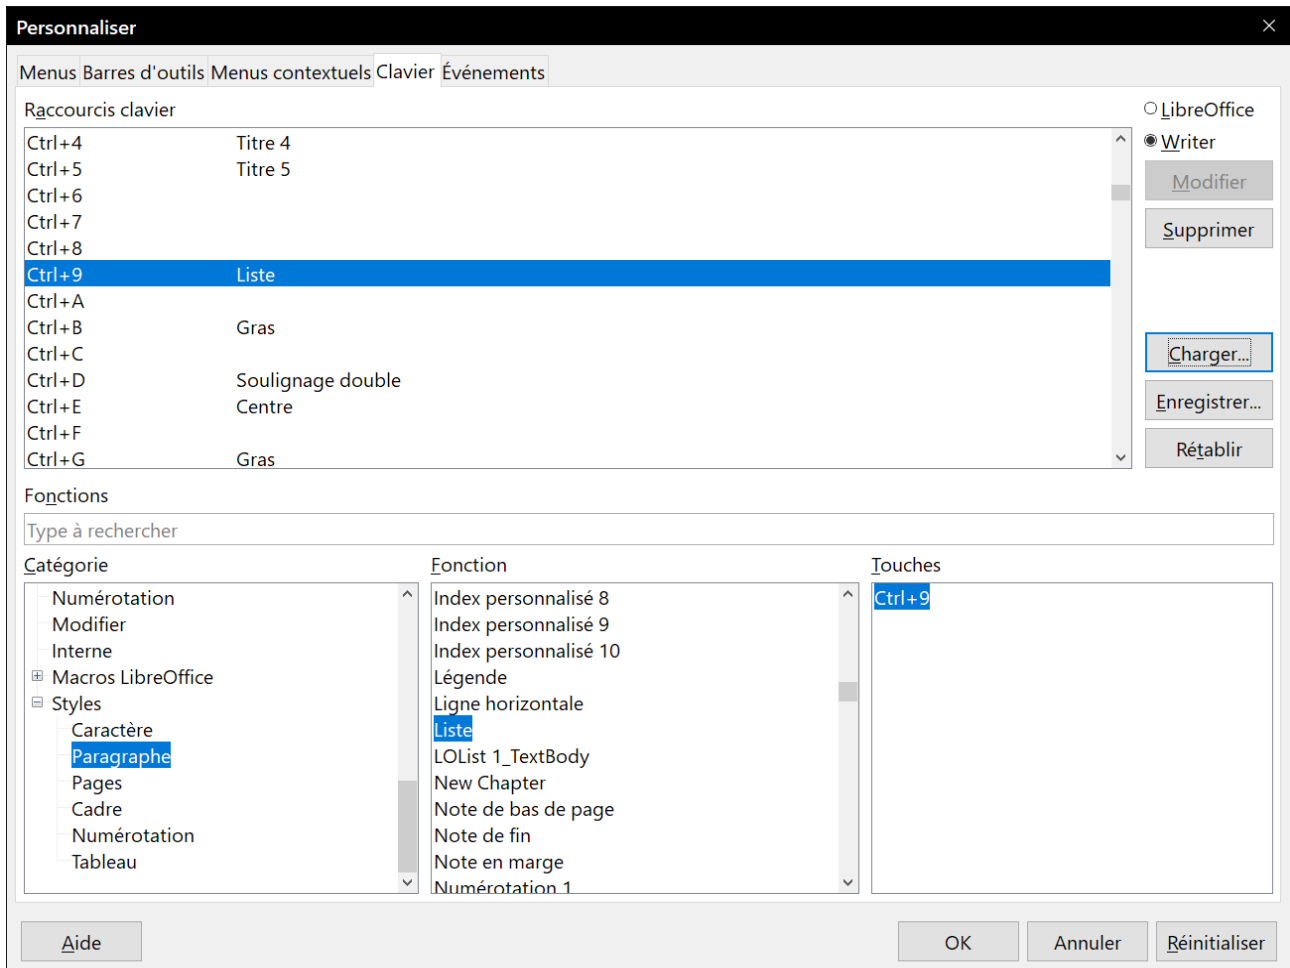 Personnaliser
Menus Barres d'outils Menus contextuels Clavier Événements
Raccourcis clavier
Ctrl+4 Titre 4
Ctrl+5 Titre 5
Ctrl+6
Ctrl+7
Ctrl+8
Ctrl+9 Liste
Ctrl+A
Ctrl+B Gras
Ctrl+C
Ctrl+D Soulignage double
Ctrl+E Centre
Ctrl+F
Ctrl+G Gras
LibreOffice
Writer
Modifier
Supprimer
Charger...
Enregistrer...
Rétablir
Fonctions
Type à rechercher
Catégorie
Numérotation
Modifier
Interne
Macros LibreOffice
Styles
Caractère
Paragraphe
Pages
Cadre
Numérotation
Tableau
Fonction
Index personnalisé 8
Index personnalisé 9
Index personnalisé 10
Légende
Ligne horizontale
Liste
LOList 1_TextBody
New Chapter
Note de bas de page
Note de fin
Note en marge
Numérotation 1
Touches
Ctrl+9
Aide
OK
Annuler
Réinitialiser